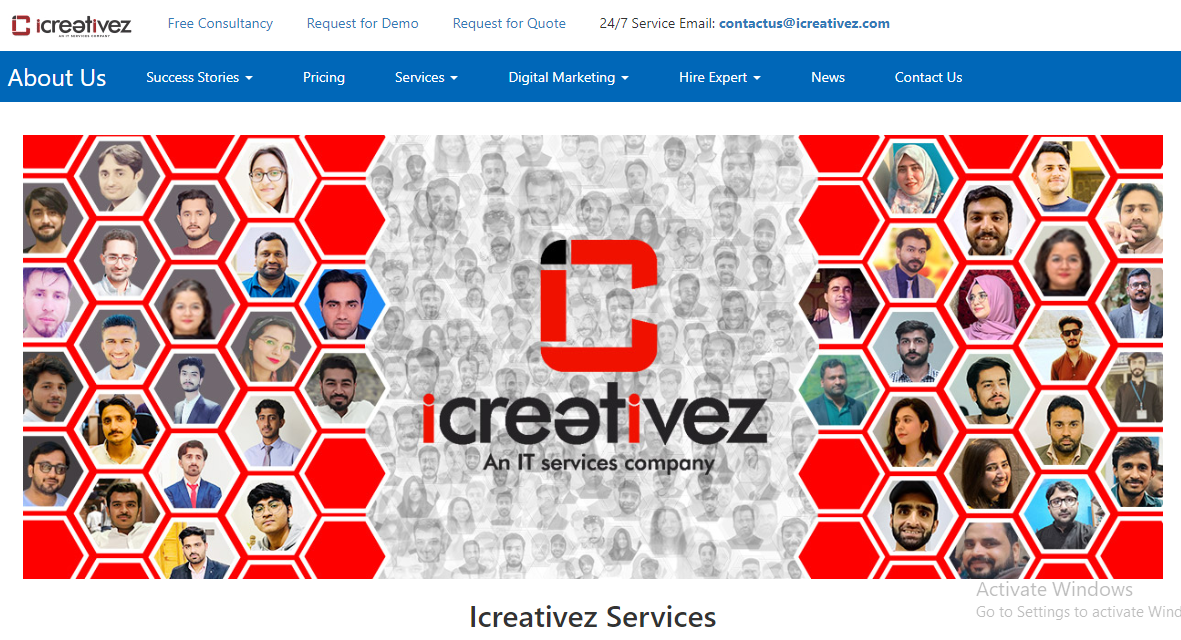 icreativez
AN IT SERVICES COMPANY
Free Consultancy
Request for Demo
Request for Quote
24/7 Service Email: contactus@icreativez.com
About Us
Success Stories
Pricing
Services
Digital Marketing
Hire Expert
News
Contact Us
icreativez
An IT services company
Icreativez Services
Activate Windows
Go to Settings to activate Wind